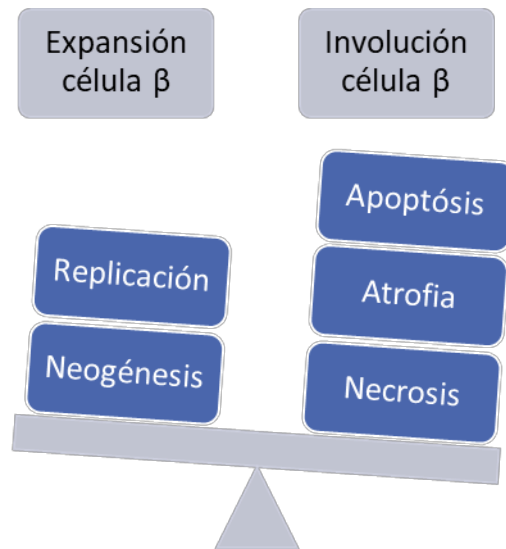 Expansión
célula β
Involución
célula β
Replicación
Neogénesis
Apoptósis
Atrofia
Necrosis